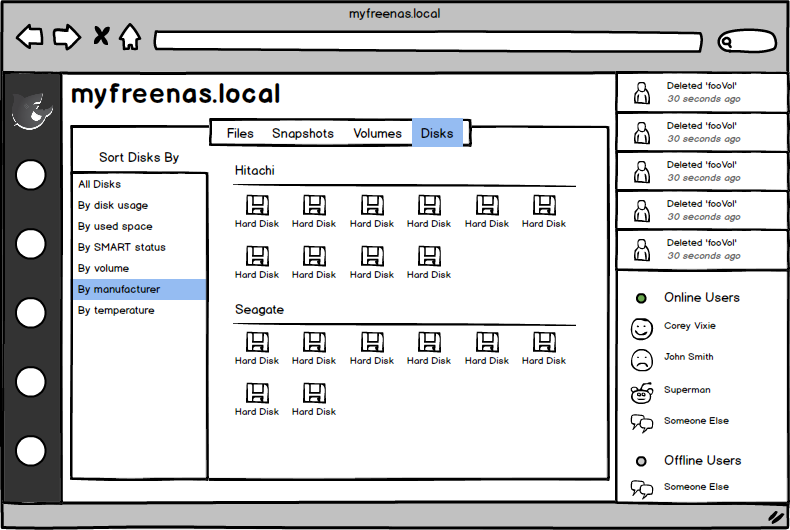 myfreenas.local
myfreenas.local
Files Snapshots Volumes Disks
Sort Disks By
All Disks
By disk usage
By used space
By SMART status
By volume
By manufacturer
By temperature
Hitachi
Hard Disk Hard Disk Hard Disk Hard Disk Hard Disk Hard Disk
Hard Disk Hard Disk Hard Disk Hard Disk
Seagate
Hard Disk Hard Disk Hard Disk Hard Disk Hard Disk Hard Disk
Hard Disk Hard Disk
Deleted 'fooVol'
30 seconds ago
Deleted 'fooVol'
30 seconds ago
Deleted 'fooVol'
30 seconds ago
Deleted 'fooVol'
30 seconds ago
Deleted 'fooVol'
30 seconds ago
Online Users
Corey Vixie
John Smith
Superman
Someone Else
Offline Users
Someone Else